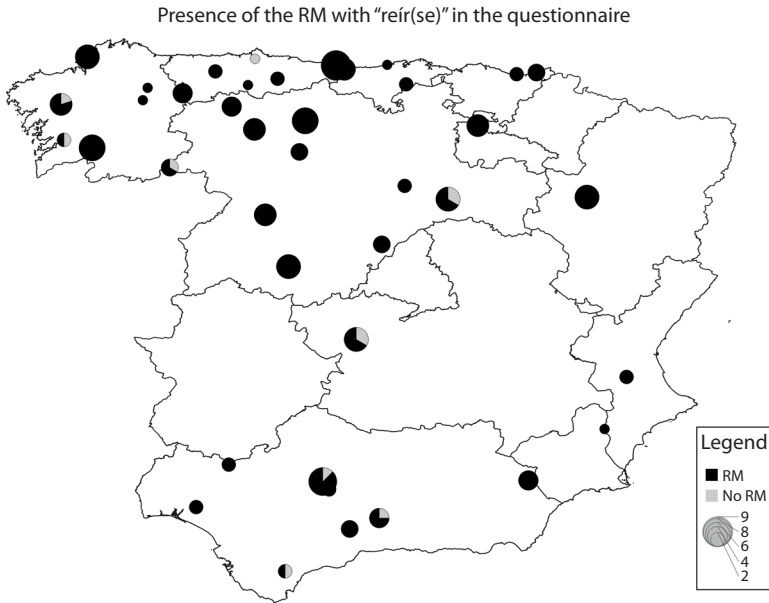 Presence of the RM with “reír(se)” in the questionnaire
Legend
RM
No RM
9
8
6
4
2